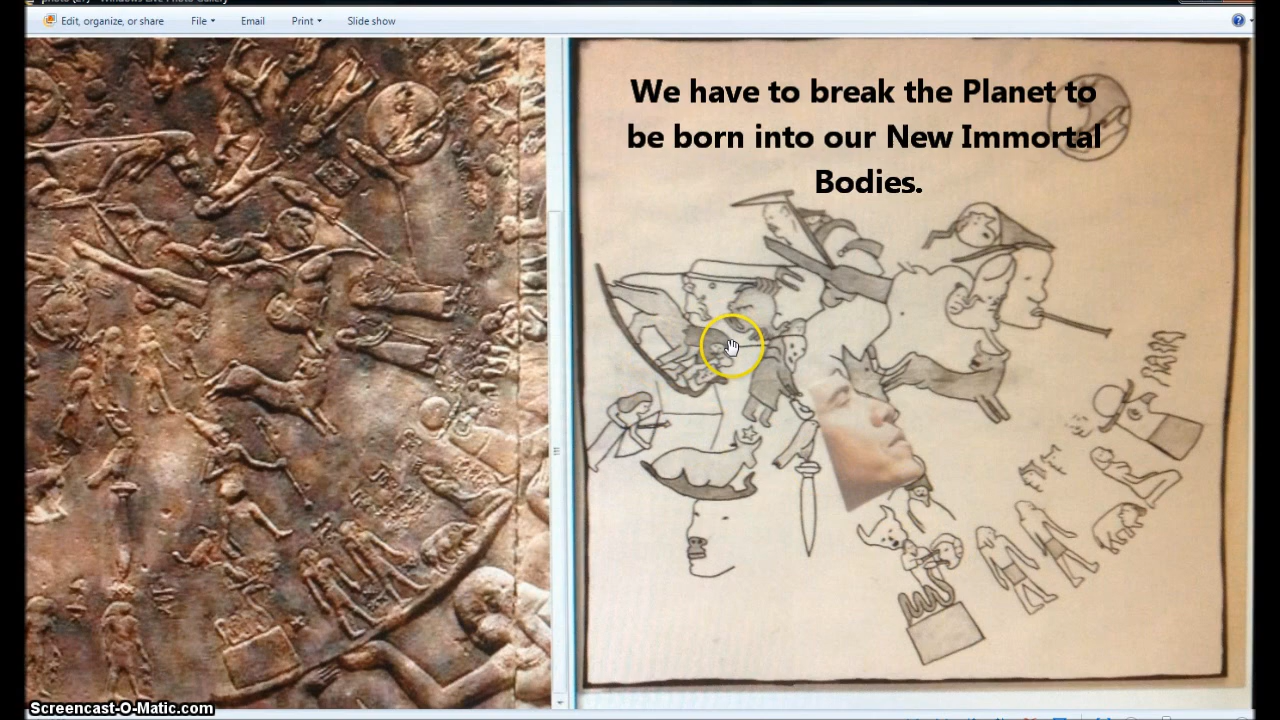 Edit, organize, or share File Email Print Slide show
We have to break the Planet to
be born into our New Immortal
Bodies.
Screencast-O-Matic.com